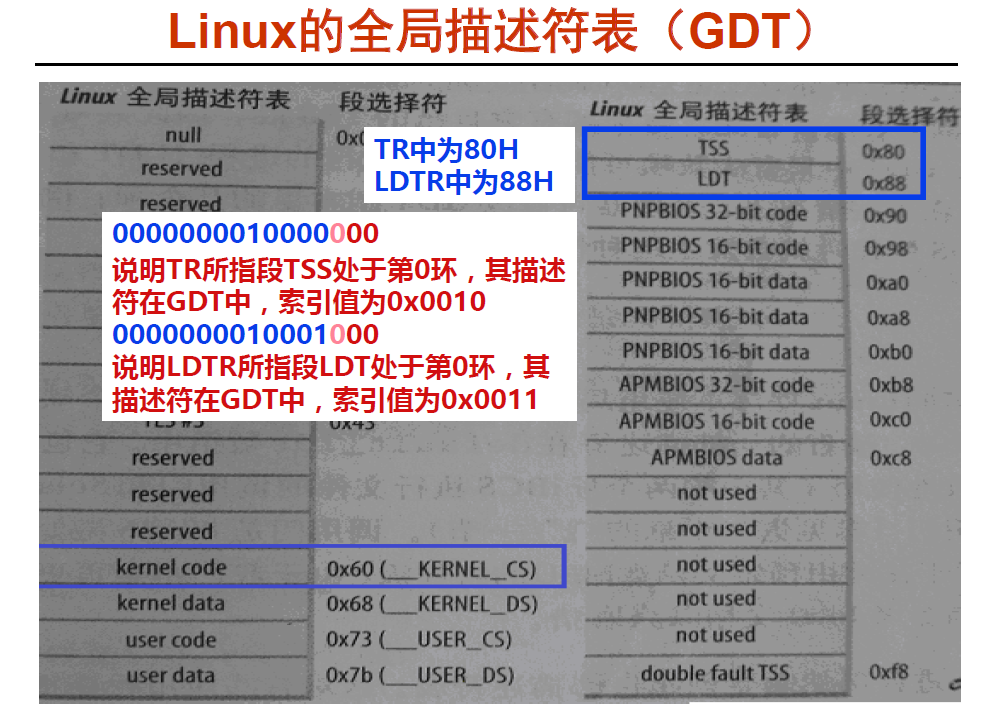 Linux的全局描述符表（GDT）
Linux 全局描述符表 段选择符
null
reserved
reserved
TR中为80H
LDTR中为88H
0000000010000000
说明TR所指段TSS处于第0环，其描述
符在GDT中，索引值为0x0010
0000000010001000
说明LDTR所指段LDT处于第0环，其
描述符在GDT中，索引值为0x0011
0x43
reserved
reserved
reserved
kernel code 0x60 (__KERNEL_CS)
kernel data 0x68 (__KERNEL_DS)
user code 0x73 (__USER_CS)
user data 0x7b (__USER_DS)
Linux 全局描述符表 段选择符
TSS 0x80
LDT 0x88
PNPBIOS 32-bit code 0x90
PNPBIOS 16-bit code 0x98
PNPBIOS 16-bit data 0xa0
PNPBIOS 16-bit data 0xa8
PNPBIOS 16-bit data 0xb0
APMBIOS 32-bit code 0xb8
APMBIOS 16-bit code 0xc0
APMBIOS data 0xc8
not used
not used
not used
not used
not used
double fault TSS 0xf8